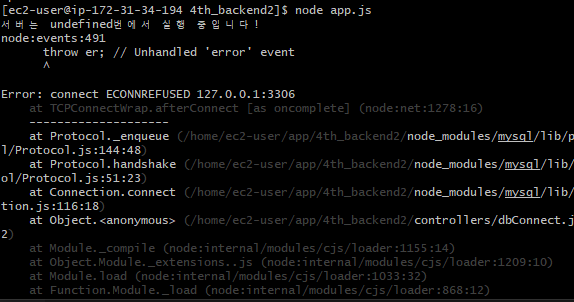 [ec2-user@ip-172-31-34-194 4th_backend2]$ node app.js
서버는 undefined번에서 실행 중입니다!
node:events:491
      throw er; // Unhandled 'error' event
      ^

Error: connect ECONNREFUSED 127.0.0.1:3306
    at TCPConnectWrap.afterConnect [as oncomplete] (node:net:1278:16)
    --------------------
    at Protocol._enqueue (/home/ec2-user/app/4th_backend2/node_modules/mysql/lib/p
l/Protocol.js:144:48)
    at Protocol.handshake (/home/ec2-user/app/4th_backend2/node_modules/mysql/lib/
ol/Protocol.js:51:23)
    at Connection.connect (/home/ec2-user/app/4th_backend2/node_modules/mysql/lib/
tion.js:116:18)
    at Object.<anonymous> (/home/ec2-user/app/4th_backend2/controllers/dbConnect.j
2)
    at Module._compile (node:internal/modules/cjs/loader:1155:14)
    at Object.Module._extensions..js (node:internal/modules/cjs/loader:1209:10)
    at Module.load (node:internal/modules/cjs/loader:1033:32)
    at Function.Module._load (node:internal/modules/cjs/loader:868:12)